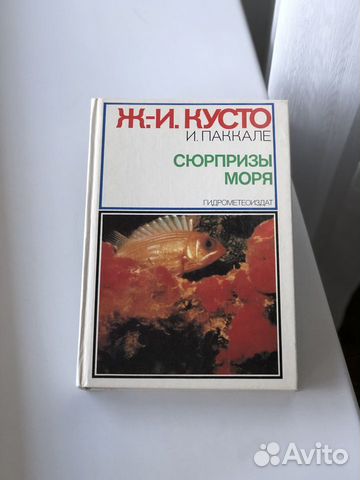 Ж.-И. КУСТО
И. ПАККАЛЕ
СЮРПРИЗЫ
МОРЯ
ГИДРОМЕТЕОИЗДАТ
Avito